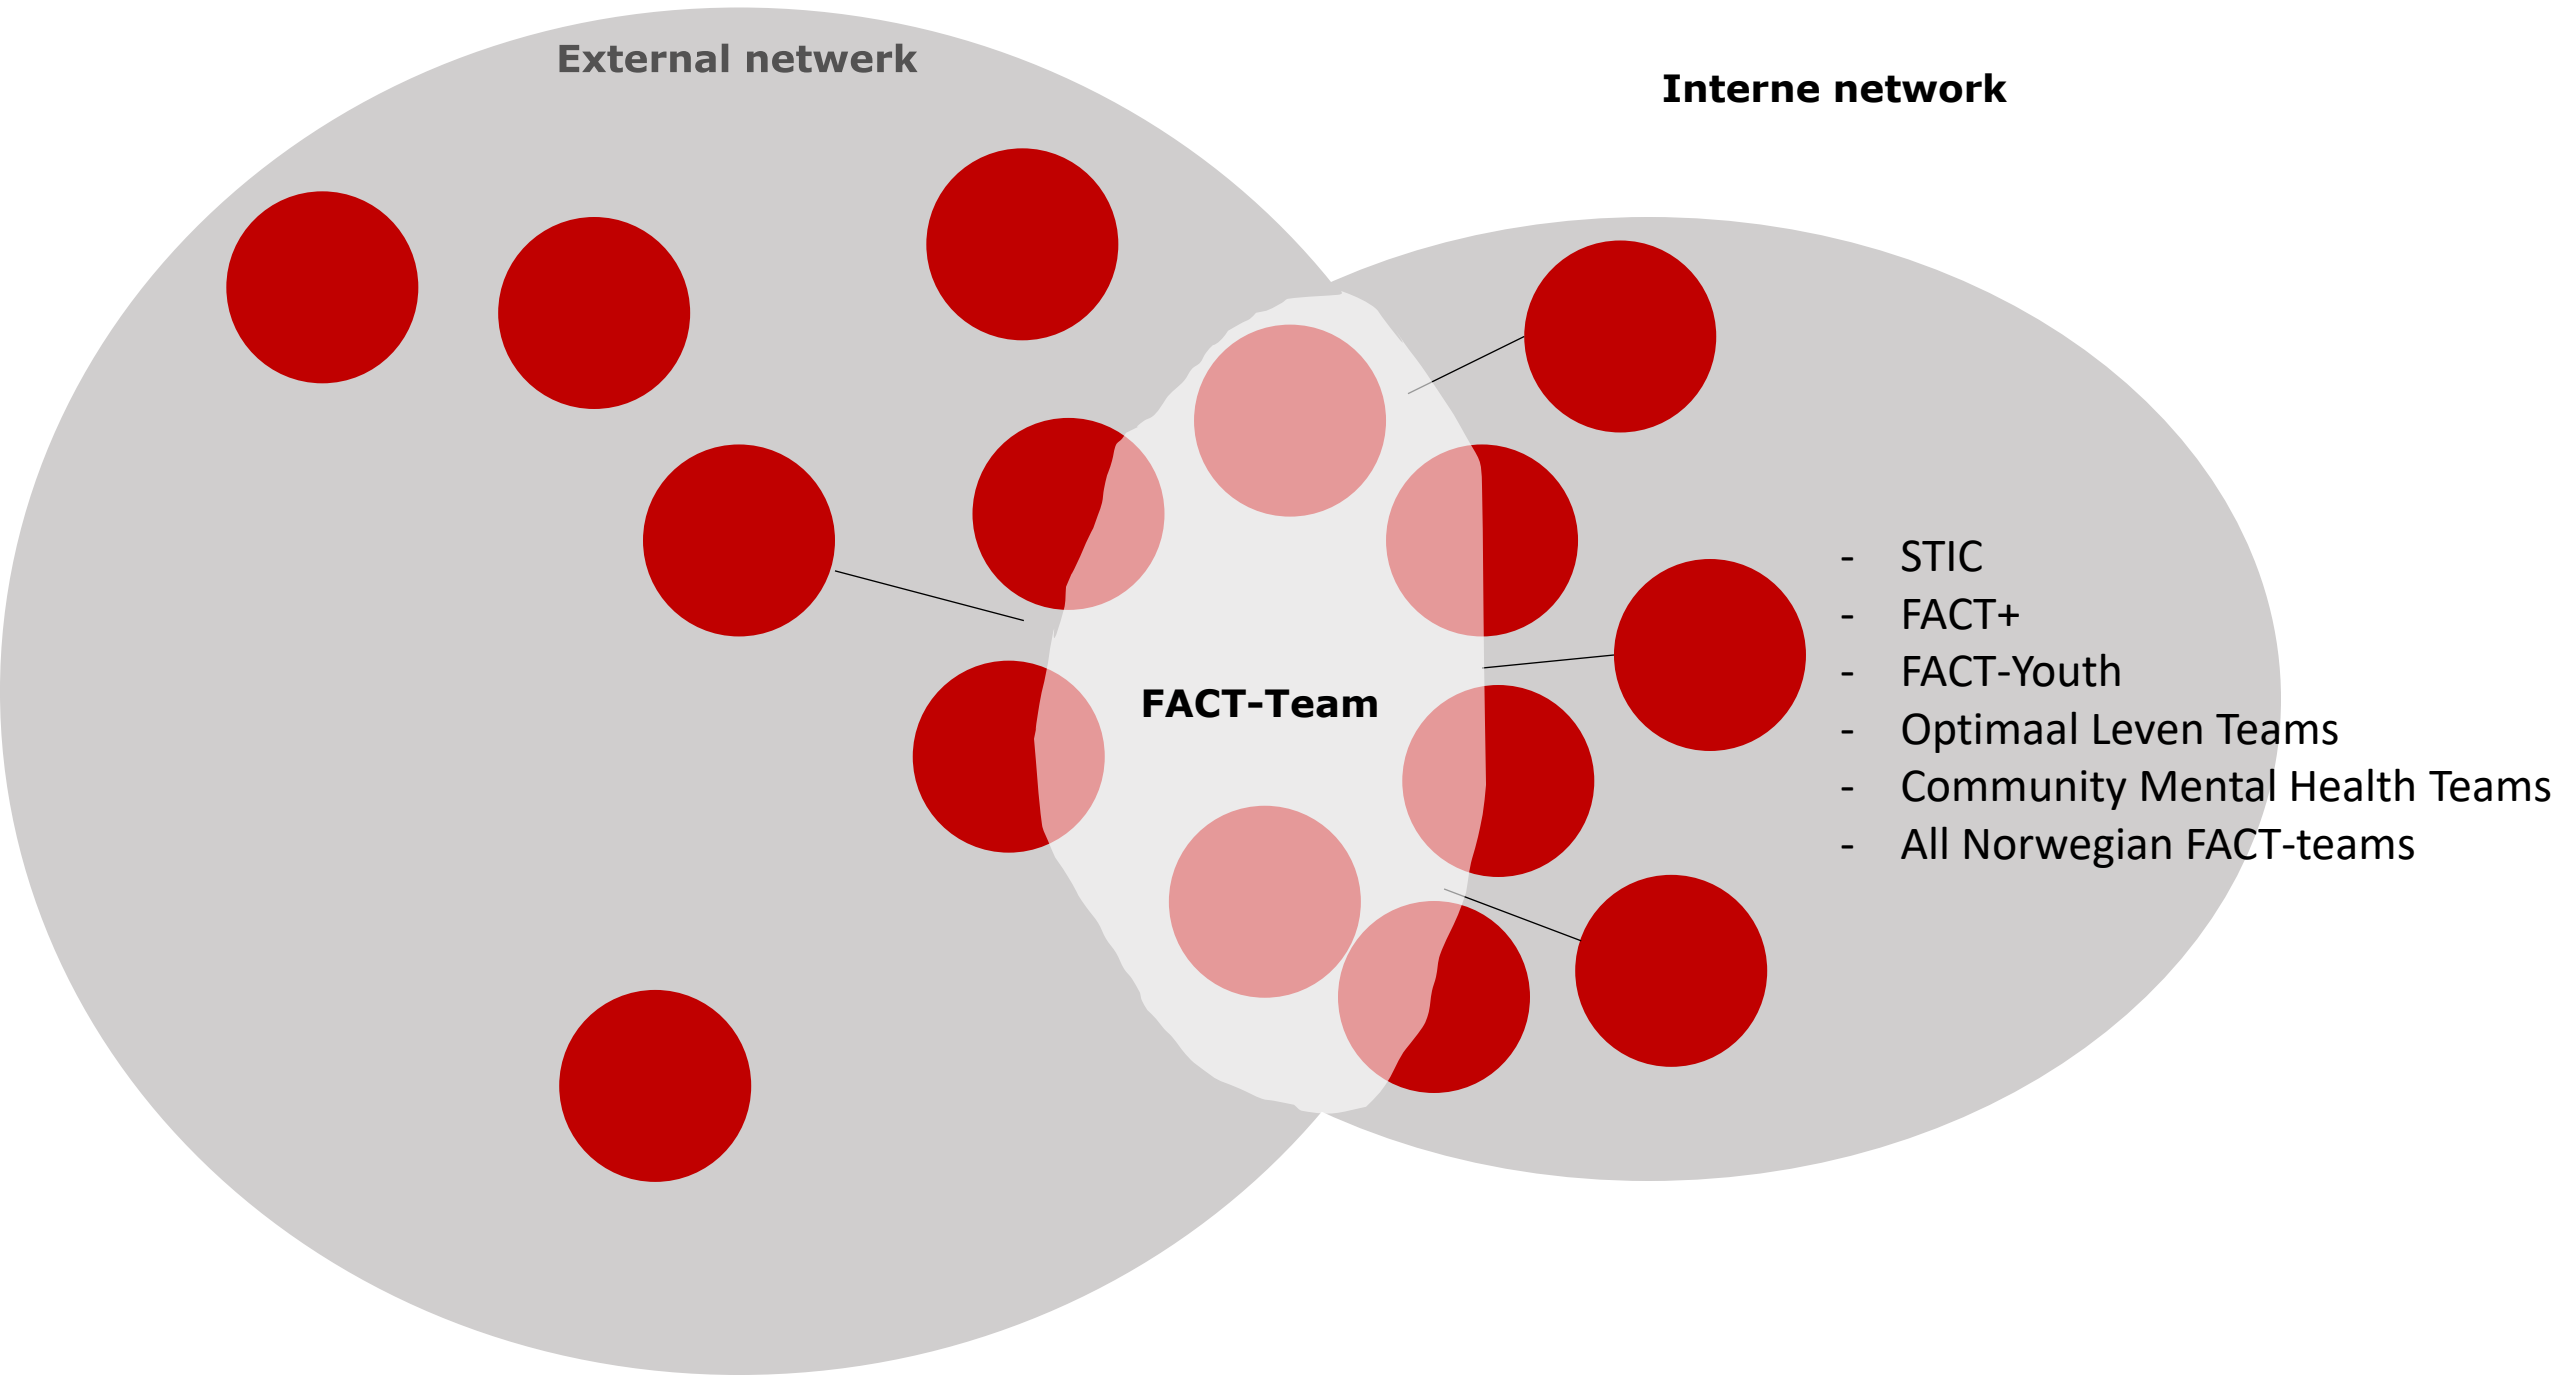 External netwerk
Interne network
FACT-Team
- STIC
- FACT+
- FACT-Youth
- Optimaal Leven Teams
- Community Mental Health Teams
- All Norwegian FACT-teams